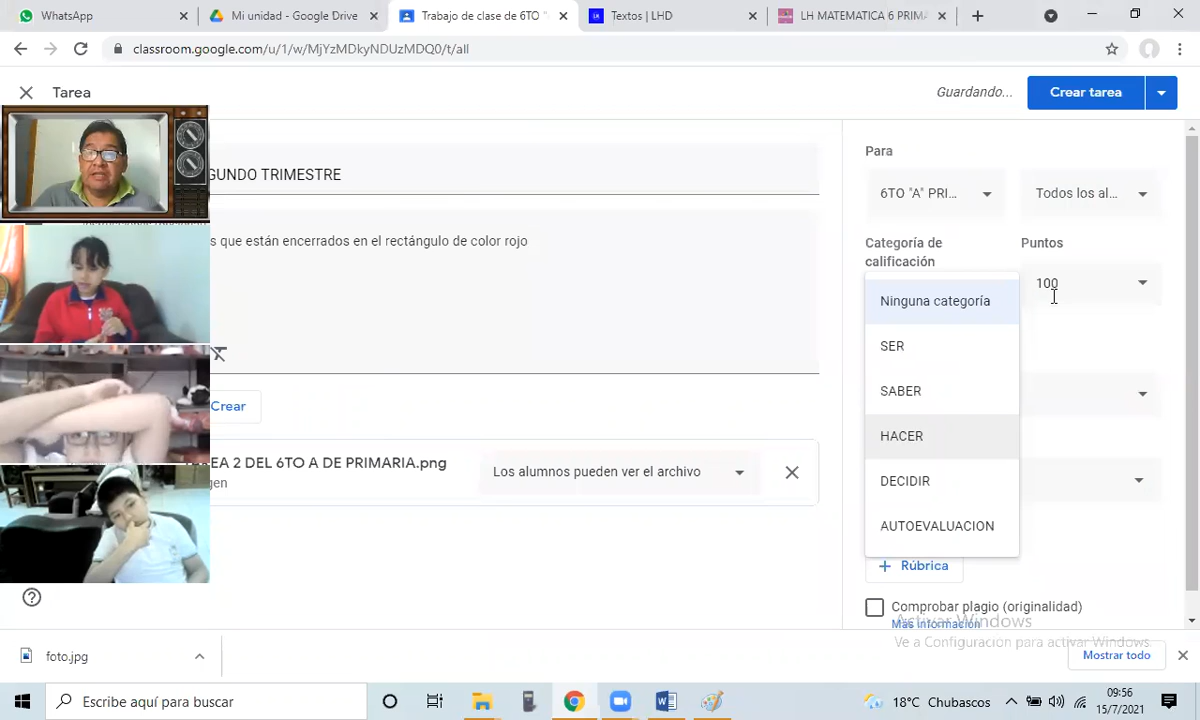 WhatsApp
Mi unidad - Google Drive
Trabajo de clase de 6TO "
Textos | LHD
LH MATEMATICA 6 PRIMA
classroom.google.com/u/1/w/MjYzMDkyNDUzMDQ0/t/all
Tarea
Guardando...
Crear tarea
GUNDO TRIMESTRE
s que están encerrados en el rectángulo de color rojo
Crear
EA 2 DEL 6TO A DE PRIMARIA.png
gen
Los alumnos pueden ver el archivo
Para
6TO "A" PRI...
Todos los al...
Categoría de
calificación
Puntos
100
Ninguna categoría
SER
SABER
HACER
DECIDIR
AUTOEVALUACION
Rúbrica
Comprobar plagio (originalidad)
Más información
Activar Windows
Ve a Configuración para activar Windows.
foto.jpg
Mostrar todo
Escribe aquí para buscar
18°C Chubascos
09:56
15/7/2021